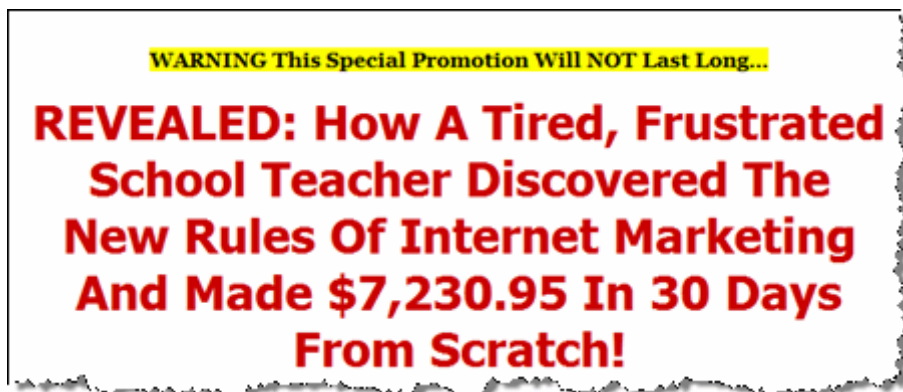 WARNING This Special Promotion Will NOT Last Long...
REVEALED: How A Tired, Frustrated
School Teacher Discovered The
New Rules Of Internet Marketing
And Made $7,230.95 In 30 Days
From Scratch!